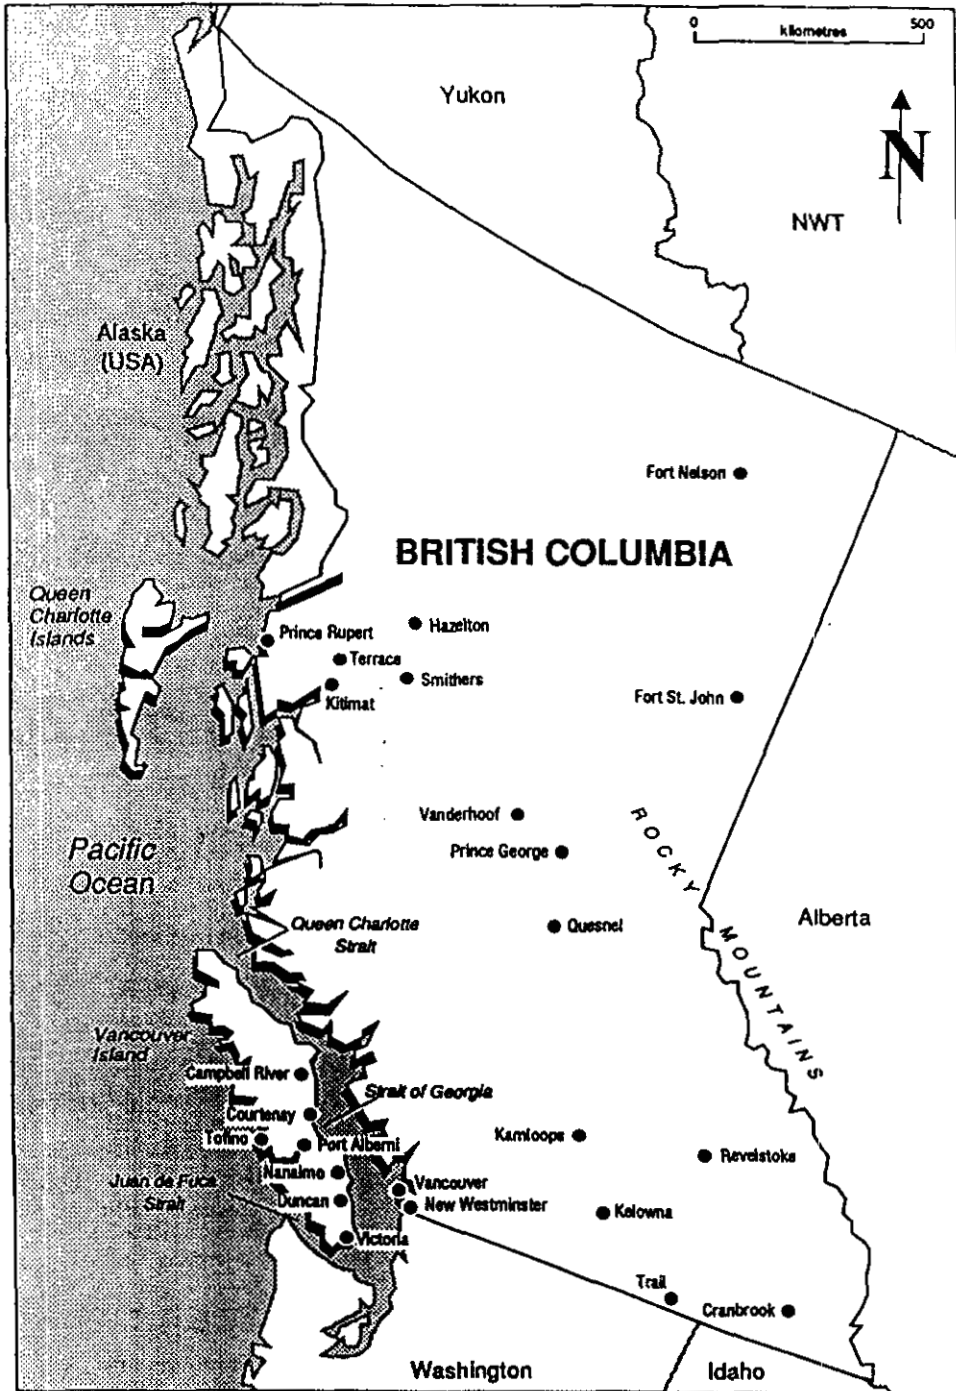 0 500
kilometres
Yukon
N
NWT
Alaska
(USA)
Fort Nelson
BRITISH COLUMBIA
Queen
Charlotte
Islands
Prince Rupert
Hazelton
Terrace
Smithers
Kitimat
Fort St. John
Vanderhoof
Prince George
ROCKY MOUNTAINS
Pacific
Ocean
Quesnel
Alberta
Queen Charlotte
Strait
Vancouver
Island
Campbell River
Strait of Georgia
Courtenay
Tofino
Port Alberni
Kamloops
Revelstoke
Nanaimo
Juan de Fuca
Strait
Vancouver
Duncan
New Westminster
Kelowna
Victoria
Trail
Cranbrook
Washington
Idaho